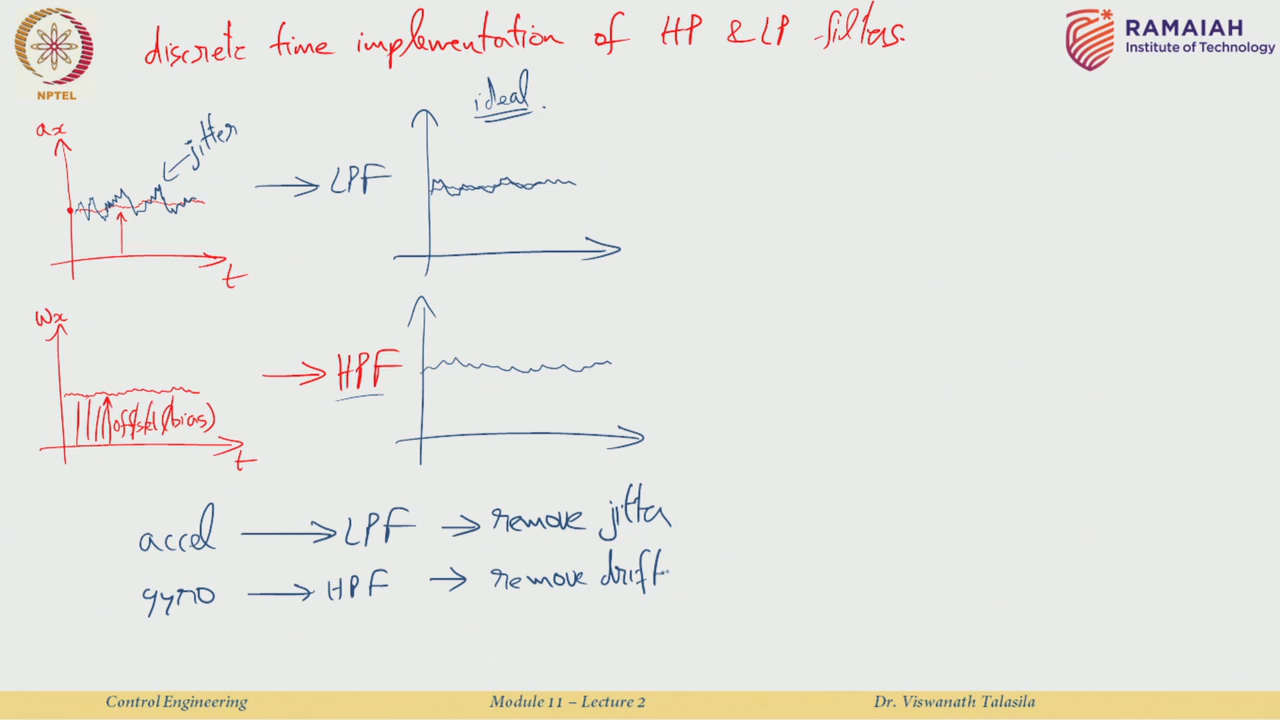 discrete time implementation of HP & LP filters.
NPTEL
RAMAIAH
Institute of Technology
ax
jitter
t
→ LPF
ideal.
wx
offset (bias)
t
→ HPF
accel → LPF → remove jitter
gyro → HPF → remove drift
Control Engineering
Module 11 – Lecture 2
Dr. Viswanath Talasila